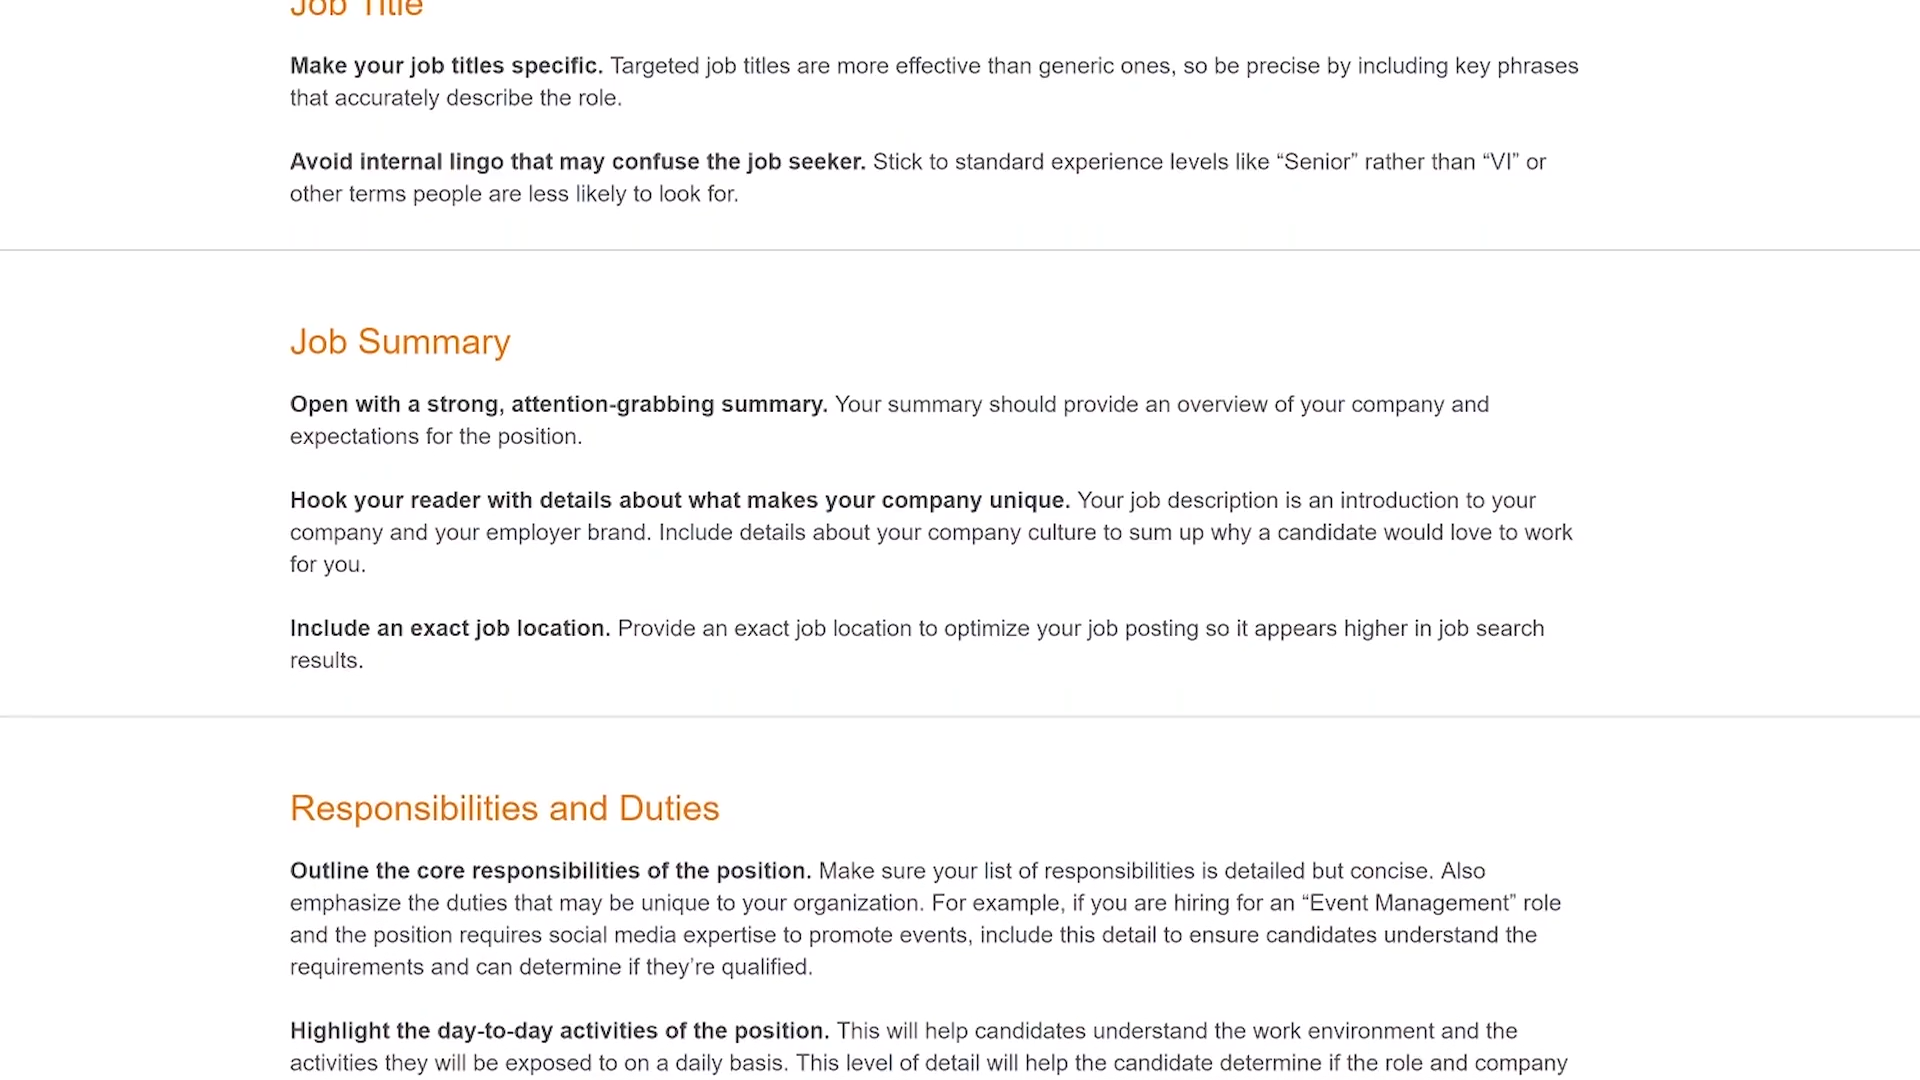 Job Title
Make your job titles specific. Targeted job titles are more effective than generic ones, so be precise by including key phrases
that accurately describe the role.
Avoid internal lingo that may confuse the job seeker. Stick to standard experience levels like “Senior” rather than “VI” or
other terms people are less likely to look for.
Job Summary
Open with a strong, attention-grabbing summary. Your summary should provide an overview of your company and
expectations for the position.
Hook your reader with details about what makes your company unique. Your job description is an introduction to your
company and your employer brand. Include details about your company culture to sum up why a candidate would love to work
for you.
Include an exact job location. Provide an exact job location to optimize your job posting so it appears higher in job search
results.
Responsibilities and Duties
Outline the core responsibilities of the position. Make sure your list of responsibilities is detailed but concise. Also
emphasize the duties that may be unique to your organization. For example, if you are hiring for an “Event Management” role
and the position requires social media expertise to promote events, include this detail to ensure candidates understand the
requirements and can determine if they’re qualified.
Highlight the day-to-day activities of the position. This will help candidates understand the work environment and the
activities they will be exposed to on a daily basis. This level of detail will help the candidate determine if the role and company